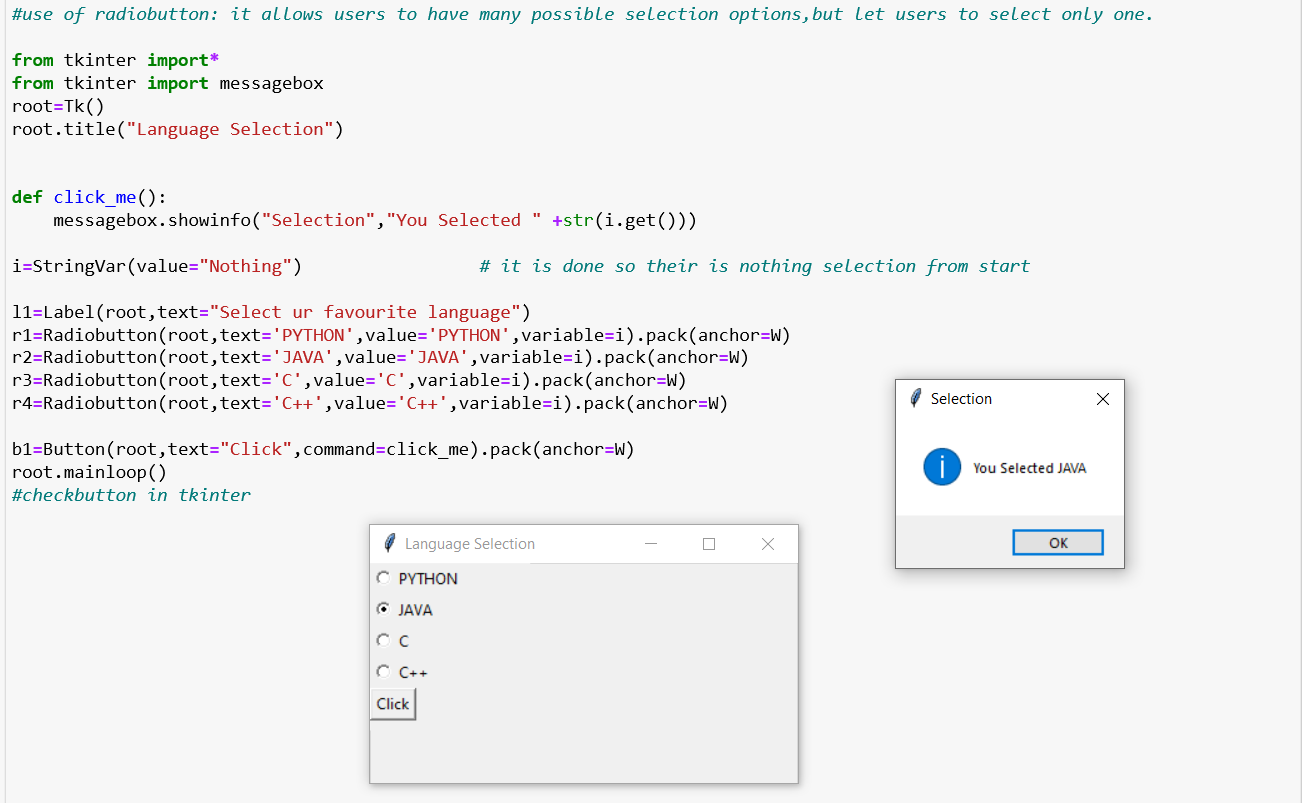 #use of radiobutton: it allows users to have many possible selection options,but let users to select only one.
from tkinter import*
from tkinter import messagebox
root=Tk()
root.title("Language Selection")
def click_me():
    messagebox.showinfo("Selection","You Selected " +str(i.get()))
i=StringVar(value="Nothing")                 # it is done so their is nothing selection from start
l1=Label(root,text="Select ur favourite language")
r1=Radiobutton(root,text='PYTHON',value='PYTHON',variable=i).pack(anchor=W)
r2=Radiobutton(root,text='JAVA',value='JAVA',variable=i).pack(anchor=W)
r3=Radiobutton(root,text='C',value='C',variable=i).pack(anchor=W)
r4=Radiobutton(root,text='C++',value='C++',variable=i).pack(anchor=W)
b1=Button(root,text="Click",command=click_me).pack(anchor=W)
root.mainloop()
#checkbutton in tkinter
Language Selection
PYTHON
JAVA
C
C++
Click
Selection
You Selected JAVA
OK